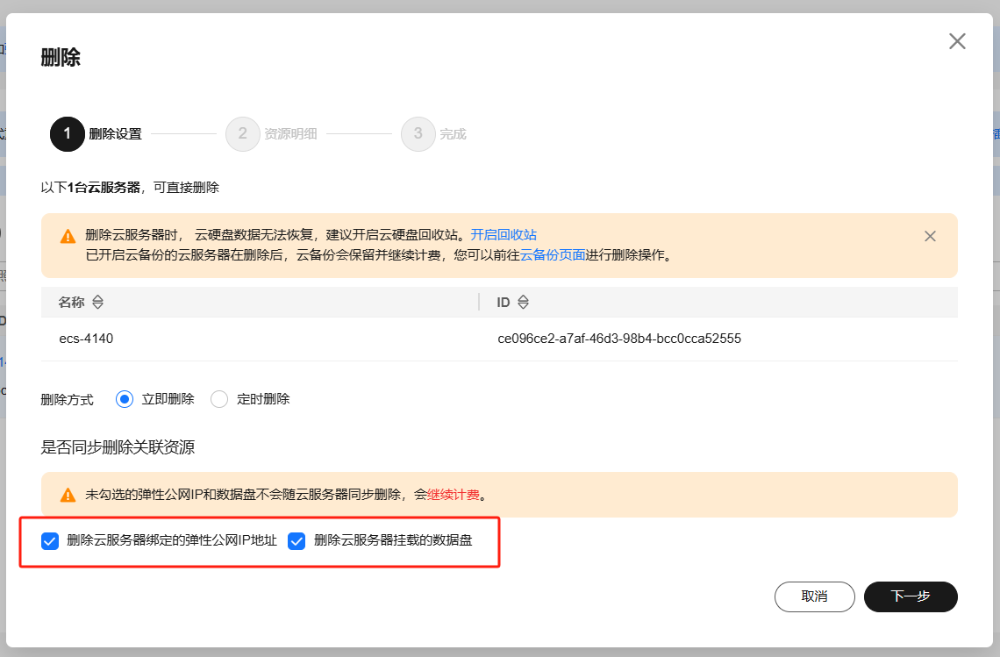 删除
1 删除设置 2 资源明细 3 完成
以下1台云服务器，可直接删除
删除云服务器时， 云硬盘数据无法恢复，建议开启云硬盘回收站。开启回收站
已开启云备份的云服务器在删除后，云备份会保留并继续计费，您可以前往云备份页面进行删除操作。
名称 ID
ecs-4140 ce096ce2-a7af-46d3-98b4-bcc0cca52555
删除方式 立即删除 定时删除
是否同步删除关联资源
未勾选的弹性公网IP和数据盘不会随云服务器同步删除，会继续计费。
删除云服务器绑定的弹性公网IP地址 删除云服务器挂载的数据盘
取消 下一步